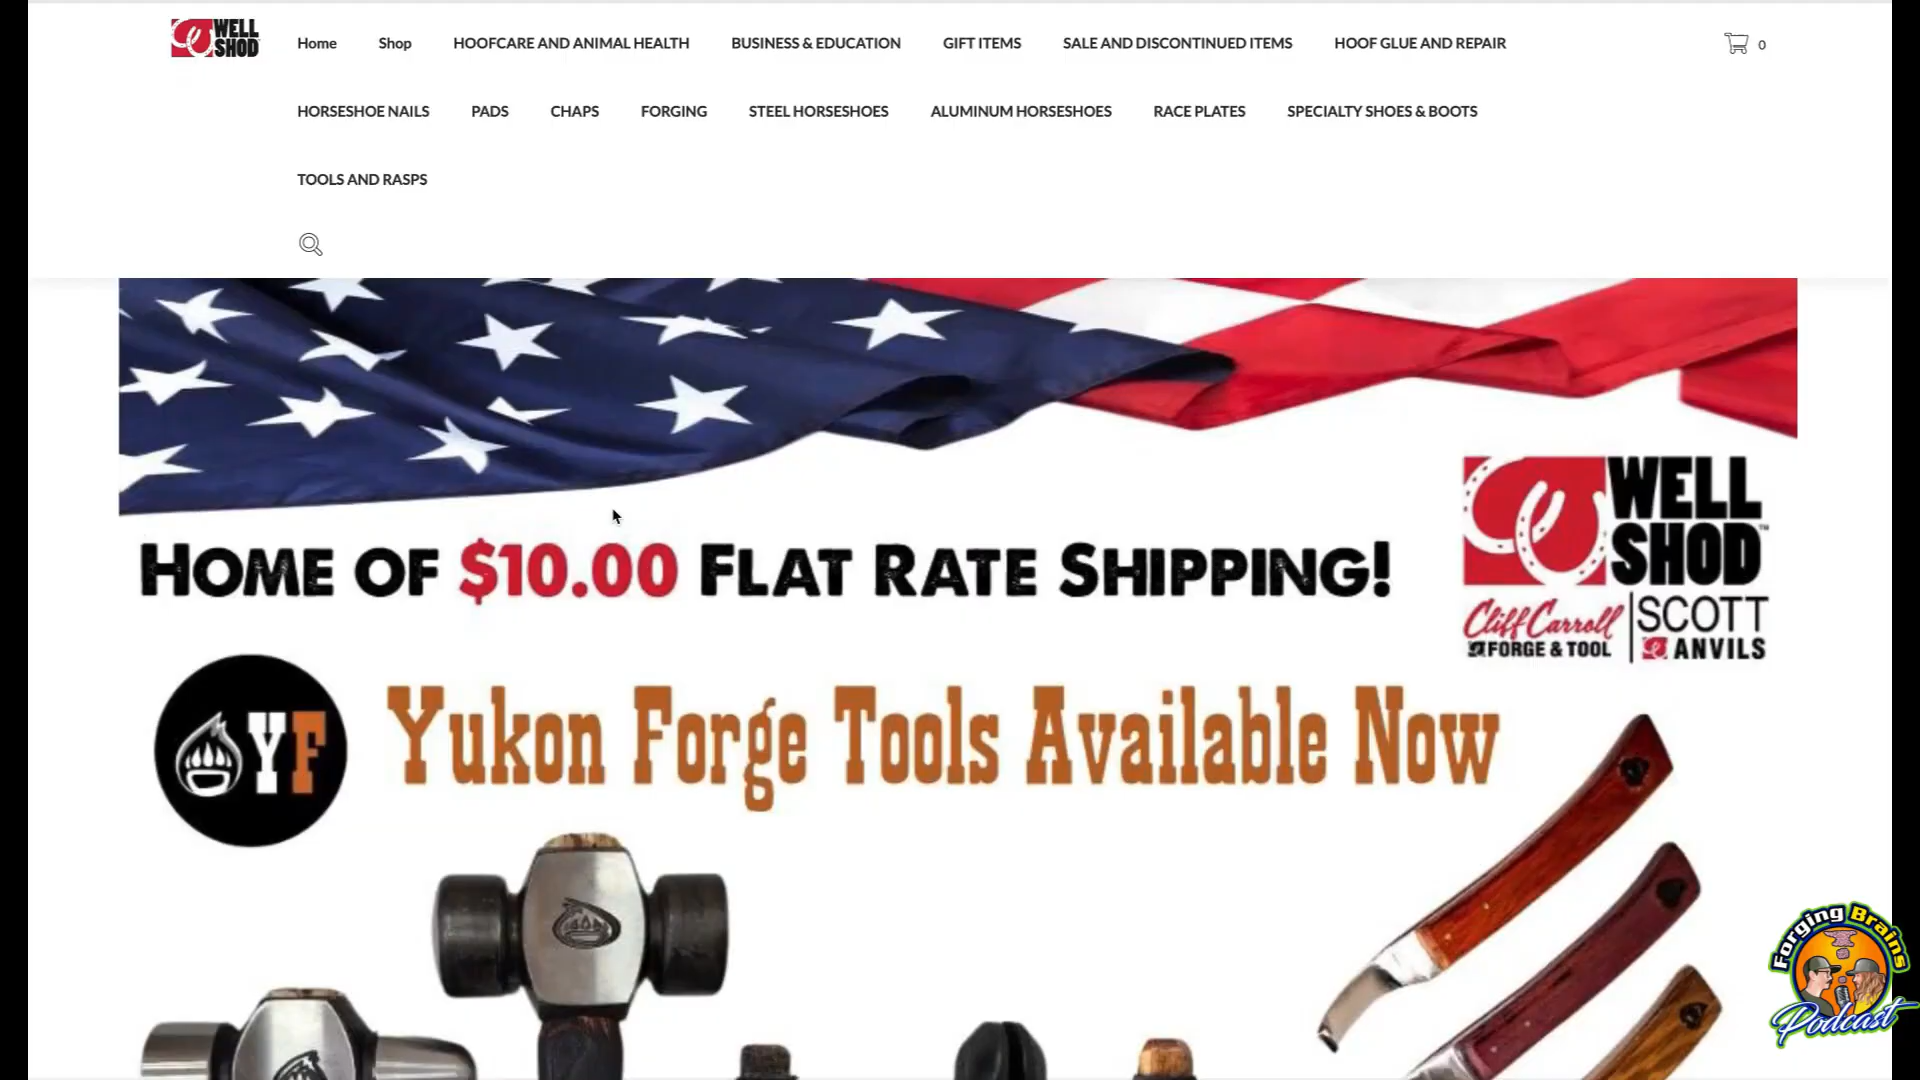 WELL
SHOD
Home
Shop
HOOFCARE AND ANIMAL HEALTH
BUSINESS & EDUCATION
GIFT ITEMS
SALE AND DISCONTINUED ITEMS
HOOF GLUE AND REPAIR
0
HORSESHOE NAILS
PADS
CHAPS
FORGING
STEEL HORSESHOES
ALUMINUM HORSESHOES
RACE PLATES
SPECIALTY SHOES & BOOTS
TOOLS AND RASPS
WELL
SHOD™
HOME OF $10.00 FLAT RATE SHIPPING!
Cliff Carroll
FORGE & TOOL
SCOTT
ANVILS
YF
Yukon Forge Tools Available Now
Forging Brains
Podcast